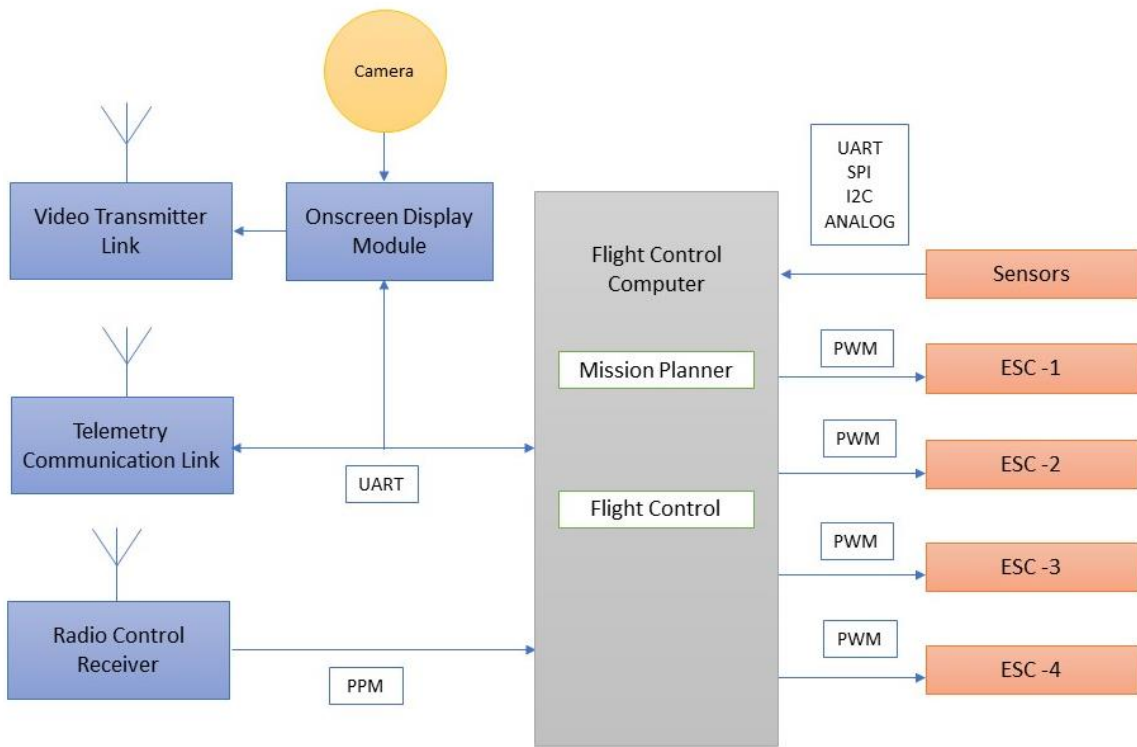 Camera
Video Transmitter
Link
Onscreen Display
Module
Telemetry
Communication Link
UART
Radio Control
Receiver
PPM
Flight Control
Computer
Mission Planner
Flight Control
UART
SPI
I2C
ANALOG
Sensors
PWM
ESC -1
PWM
ESC -2
PWM
ESC -3
PWM
ESC -4